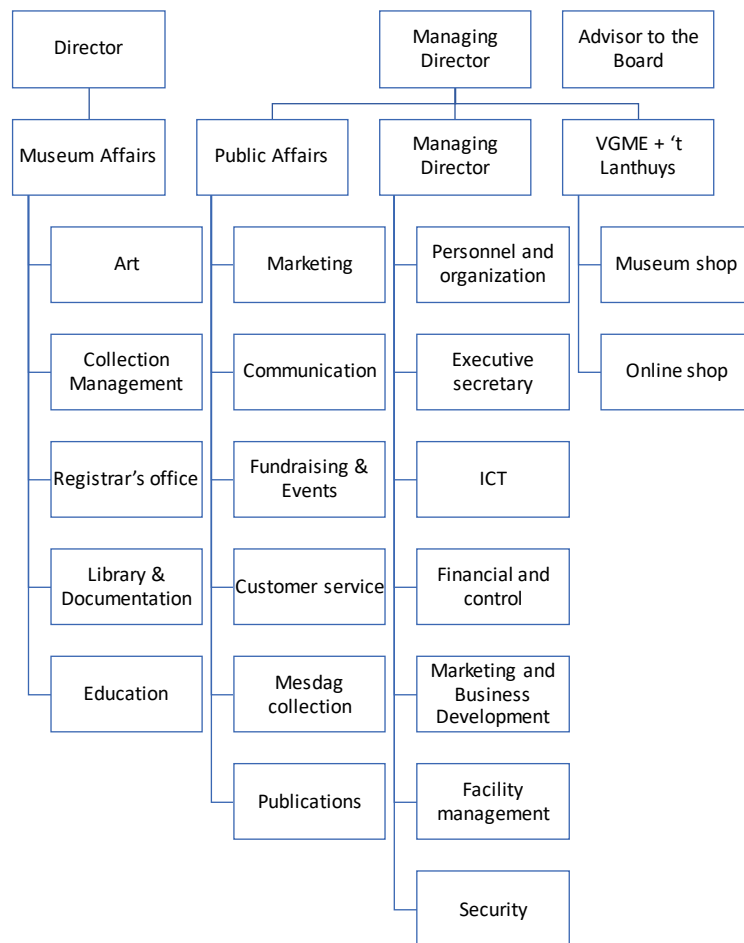 Director
Managing
Director
Advisor to the
Board
Museum Affairs
Public Affairs
Managing
Director
VGME + ‘t
Lanthuys
Art
Marketing
Personnel and
organization
Museum shop
Collection
Management
Communication
Executive
secretary
Online shop
Registrar’s office
Fundraising &
Events
ICT
Library &
Documentation
Customer service
Financial and
control
Education
Mesdag
collection
Marketing and
Business
Development
Publications
Facility
management
Security